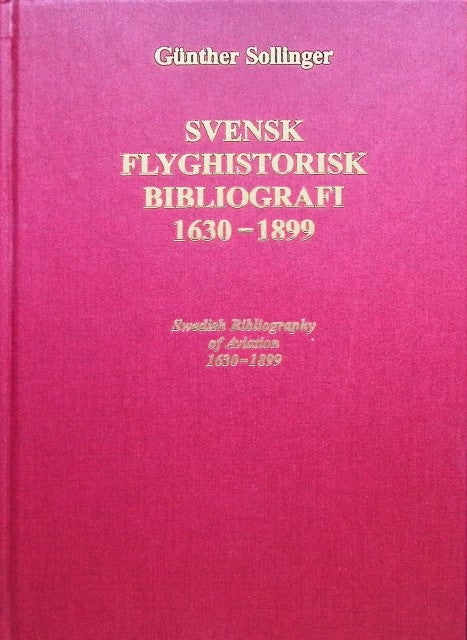 Günther Sollinger
SVENSK
FLYGHISTORISK
BIBLIOGRAFI
1630–1899
Swedish Bibliography
of Aviation
1630–1899